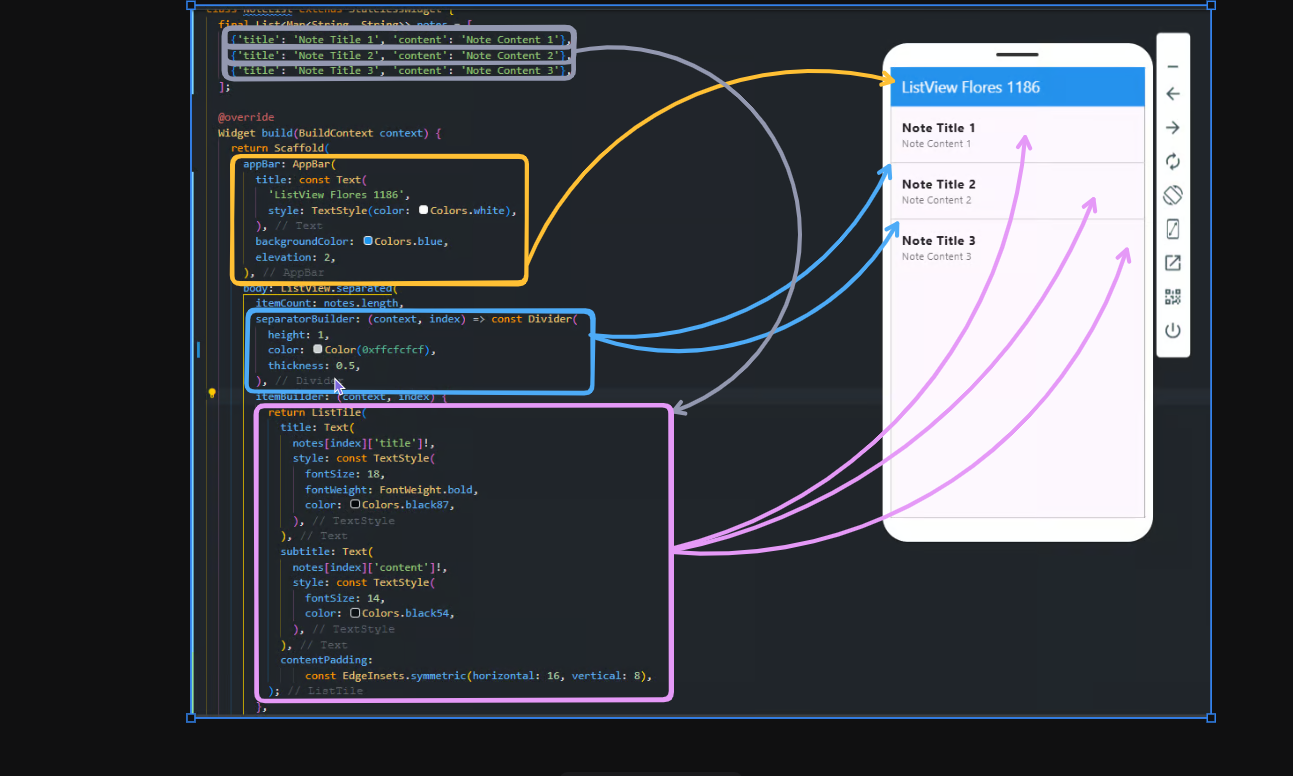 class NoteList extends StatelessWidget {
final List<Map<String, String>> notes = [
{'title': 'Note Title 1', 'content': 'Note Content 1'},
{'title': 'Note Title 2', 'content': 'Note Content 2'},
{'title': 'Note Title 3', 'content': 'Note Content 3'},
];
@override
Widget build(BuildContext context) {
return Scaffold(
appBar: AppBar(
title: const Text(
'ListView Flores 1186',
style: TextStyle(color: Colors.white),
), // Text
backgroundColor: Colors.blue,
elevation: 2,
), // AppBar
body: ListView.separated(
itemCount: notes.length,
separatorBuilder: (context, index) => const Divider(
height: 1,
color: Color(0xffcfcfcf),
thickness: 0.5,
), // Divider
itemBuilder: (context, index) {
return ListTile(
title: Text(
notes[index]['title']!,
style: const TextStyle(
fontSize: 18,
fontWeight: FontWeight.bold,
color: Colors.black87,
), // TextStyle
), // Text
subtitle: Text(
notes[index]['content']!,
style: const TextStyle(
fontSize: 14,
color: Colors.black54,
), // TextStyle
), // Text
contentPadding:
const EdgeInsets.symmetric(horizontal: 16, vertical: 8),
); // ListTile
},
ListView Flores 1186
Note Title 1
Note Content 1
Note Title 2
Note Content 2
Note Title 3
Note Content 3